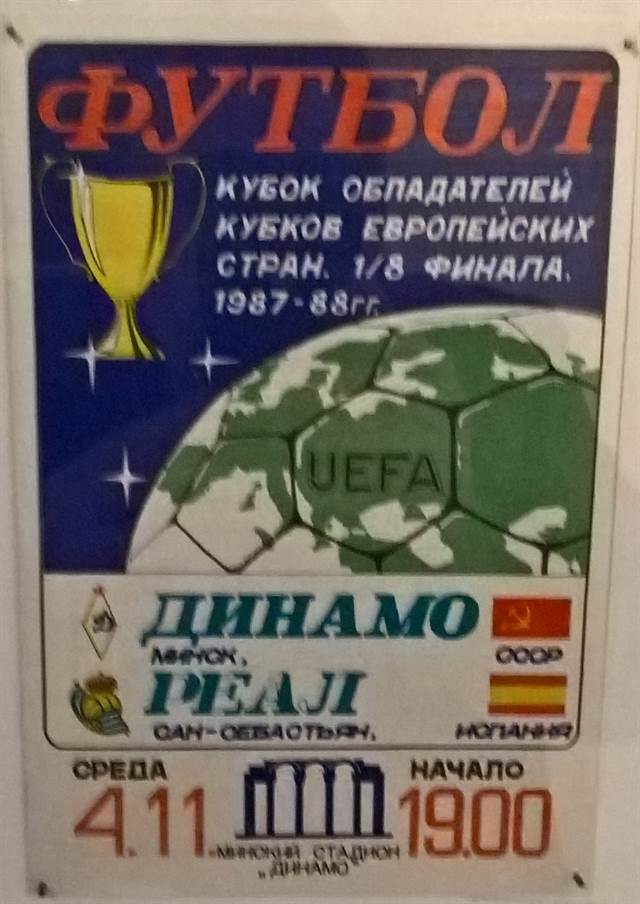 ФУТБОЛ
КУБОК ОБЛАДАТЕЛЕЙ
КУБКОВ ЕВРОПЕЙСКИХ
СТРАН. 1/8 ФИНАЛА.
1987-88гг.
UEFA
Д
ДИНАМО
МИНСК.
СССР
РЕАЛ
САН-СЕБАСТЬЯН.
ИСПАНИЯ
СРЕДА
НАЧАЛО
4.11
19.00
МИНСКИЙ СТАДИОН
„ДИНАМО"